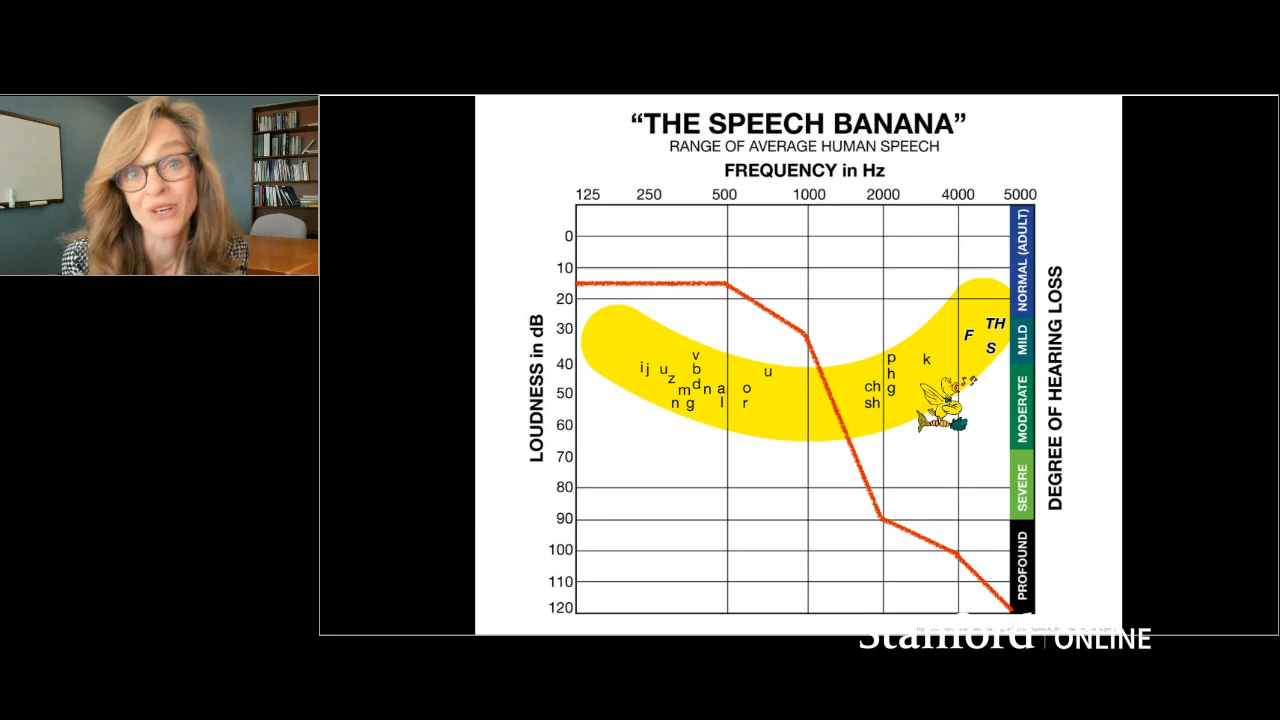 “THE SPEECH BANANA”
RANGE OF AVERAGE HUMAN SPEECH
FREQUENCY in Hz
125 250 500 1000 2000 4000 5000
LOUDNESS in dB
0
10
20
30
40
50
60
70
80
90
100
110
120
i j u z v b d m n n g a l
o r u
p h g ch sh k
F TH S
NORMAL (ADULT)
MILD
MODERATE
SEVERE
PROFOUND
DEGREE OF HEARING LOSS
Stanford ONLINE